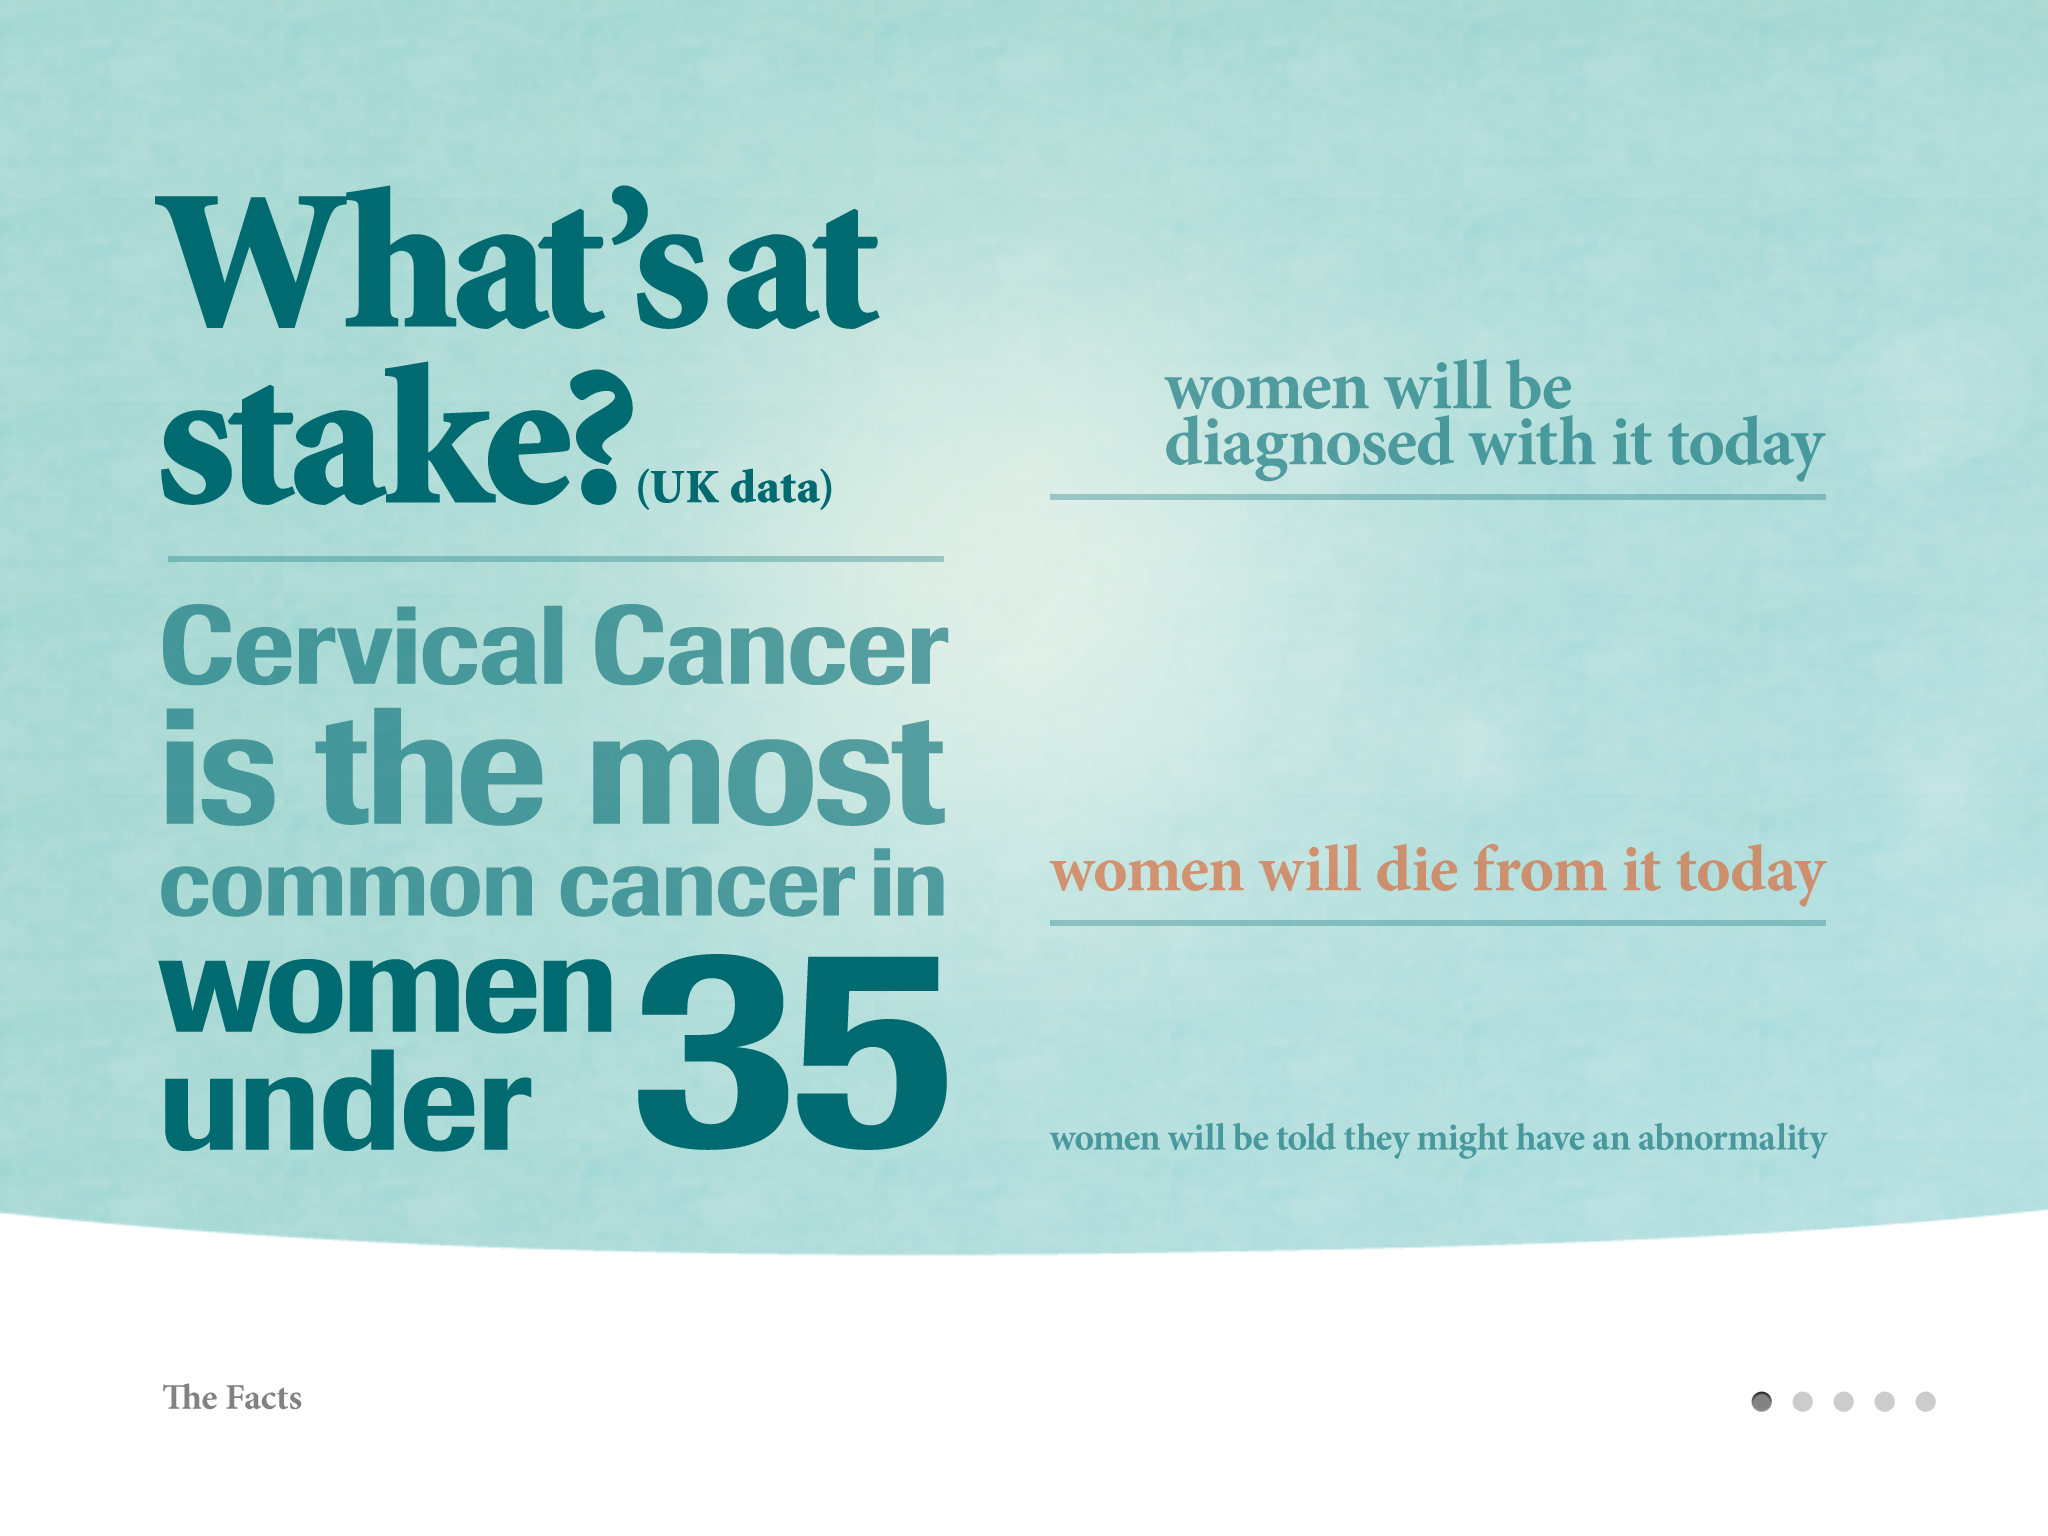 What's at
stake? (UK data)
Cervical Cancer
is the most
common cancer in
women
under 35
women will be
diagnosed with it today
women will die from it today
women will be told they might have an abnormality
The Facts